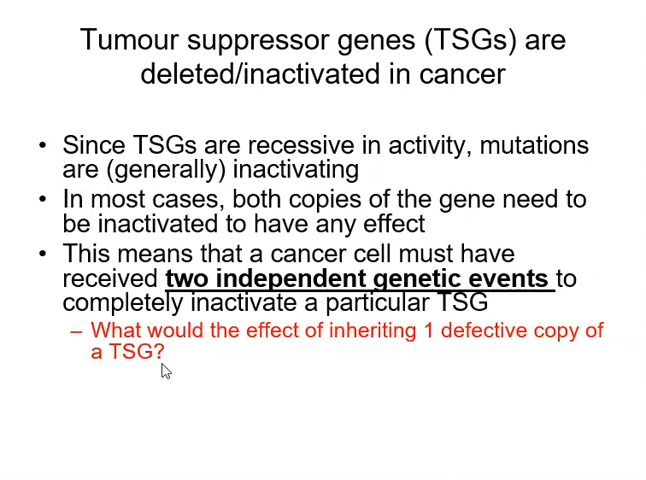 Tumour suppressor genes (TSGs) are
deleted/inactivated in cancer
• Since TSGs are recessive in activity, mutations
are (generally) inactivating
• In most cases, both copies of the gene need to
be inactivated to have any effect
• This means that a cancer cell must have
received two independent genetic events to
completely inactivate a particular TSG
– What would the effect of inheriting 1 defective copy of
a TSG?